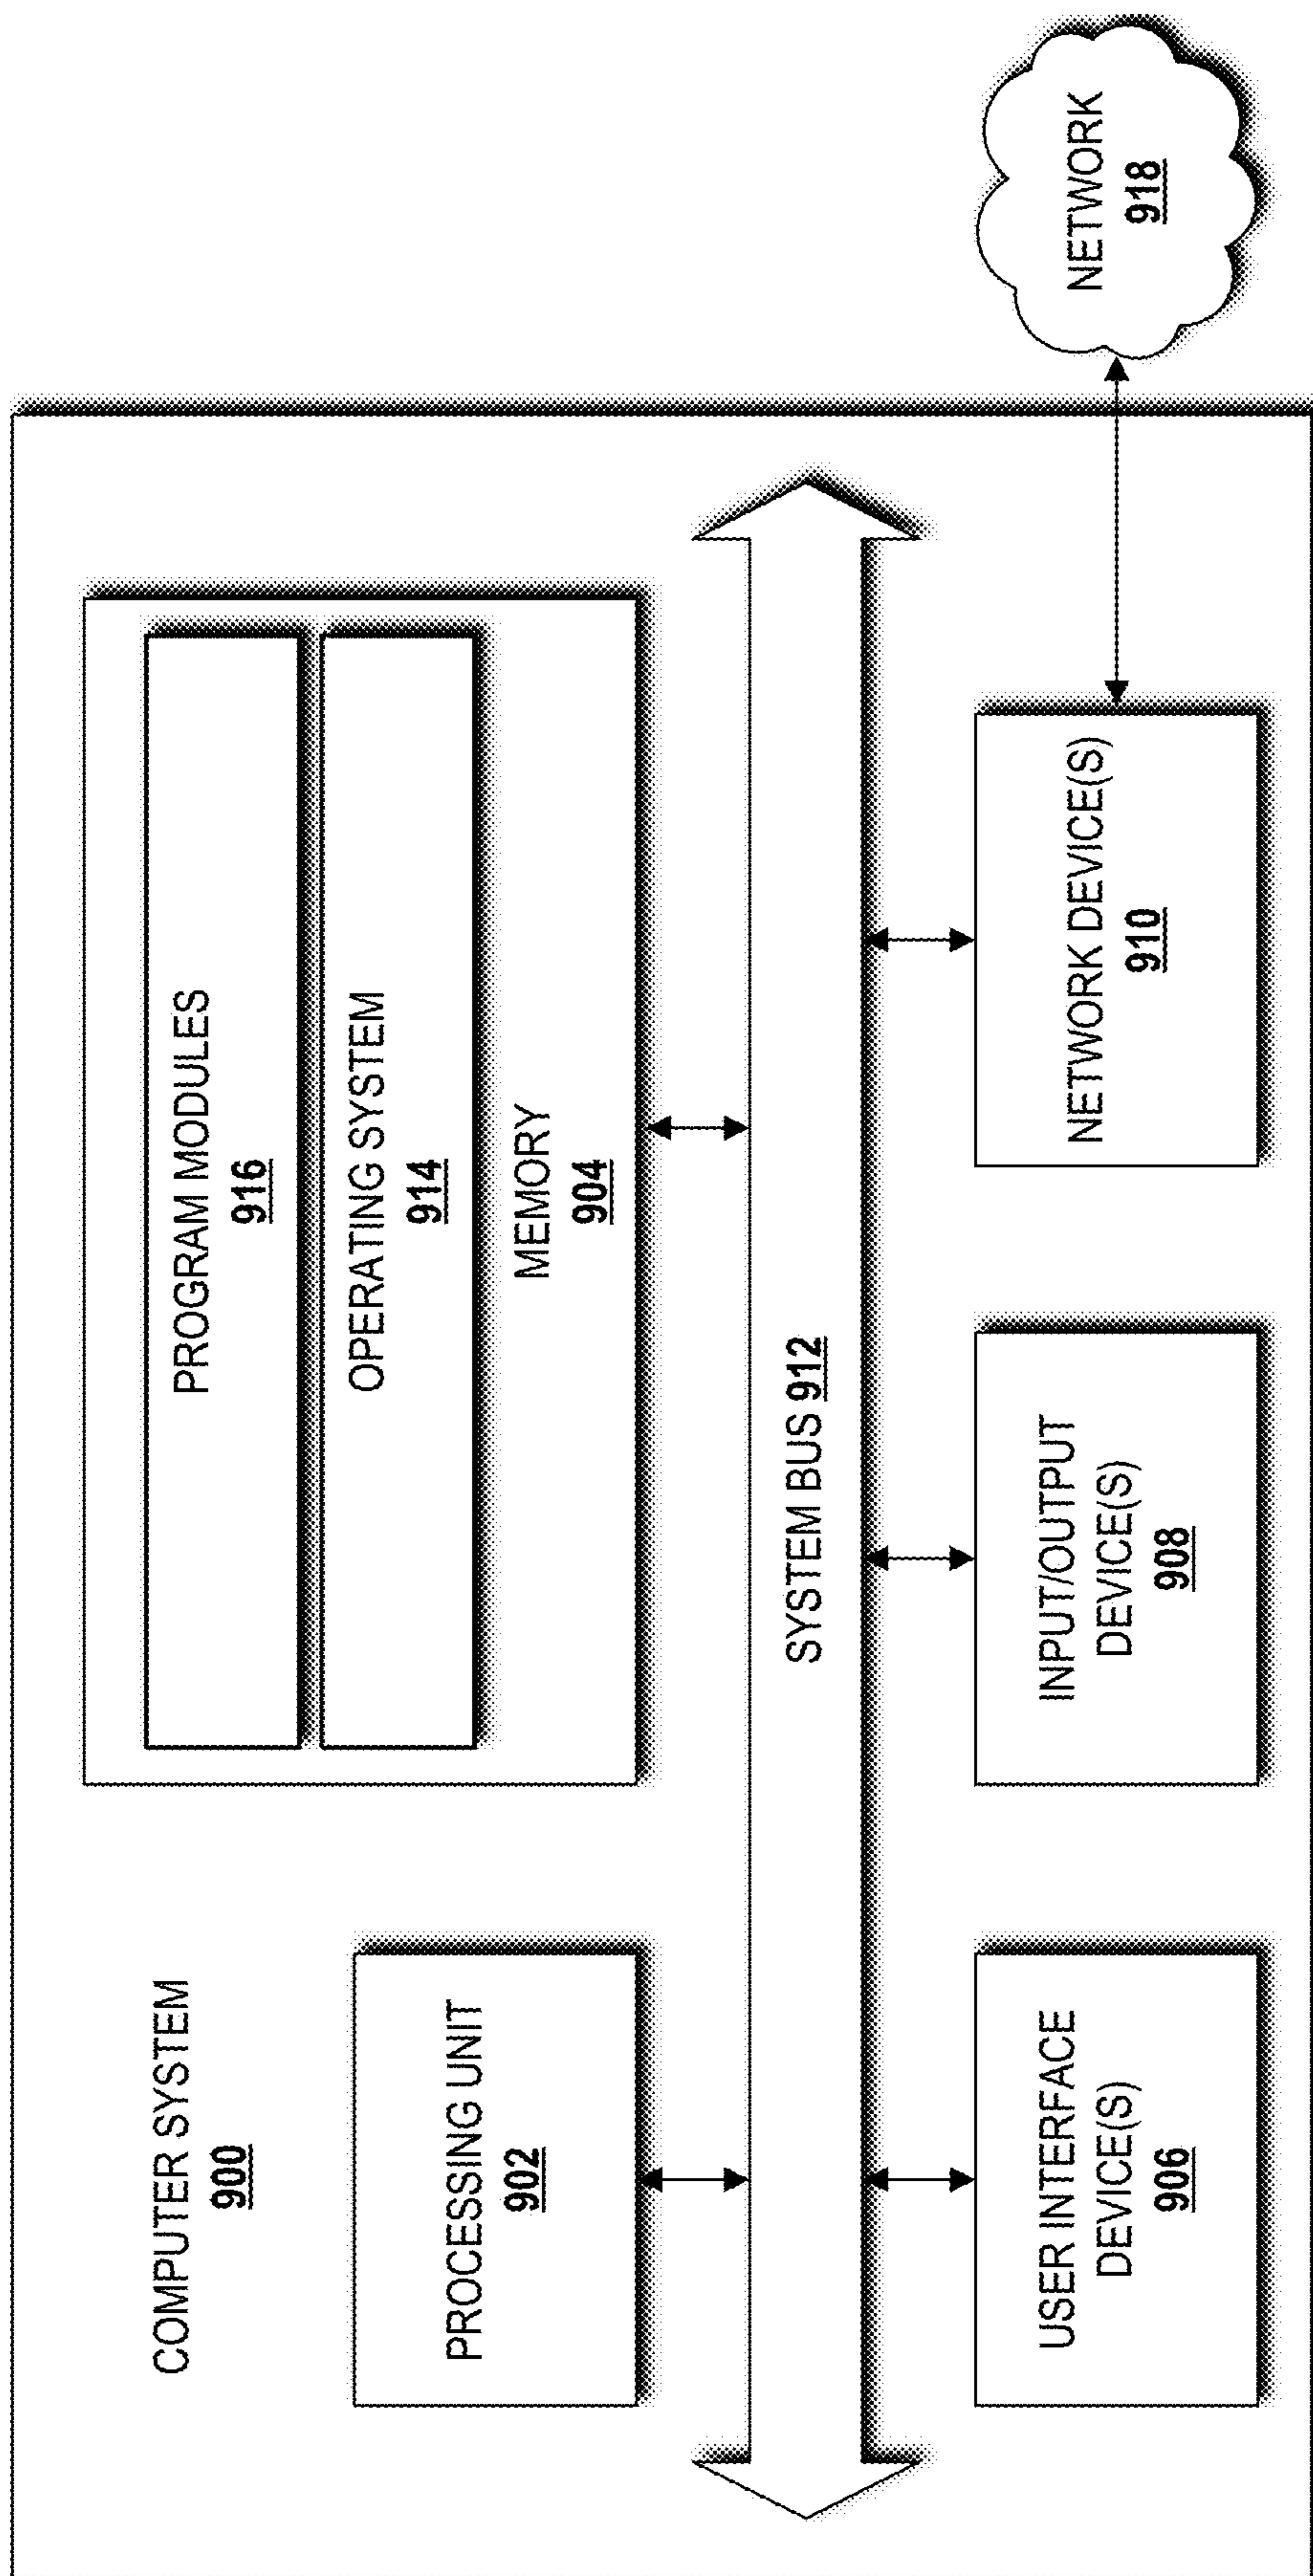 COMPUTER SYSTEM
900
PROCESSING UNIT
902
PROGRAM MODULES
916
OPERATING SYSTEM
914
MEMORY
904
SYSTEM BUS 912
USER INTERFACE
DEVICE(S)
906
INPUT/OUTPUT
DEVICE(S)
908
NETWORK DEVICE(S)
910
NETWORK
918